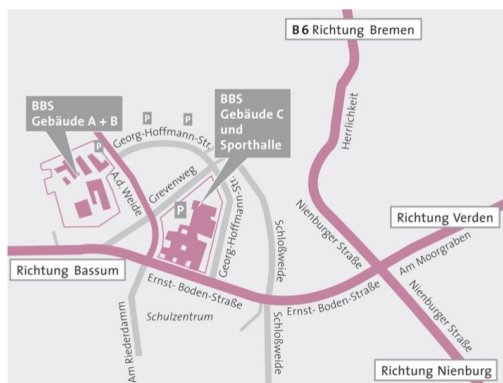 B6 Richtung Bremen
BBS
Gebäude A + B
BBS
Gebäude C
und
Sporthalle
P
P
P
P
Georg-Hoffmann-Str.
Herrlichkeit
A.d. Weide
Grevenweg
Georg-Hoffmann-Str.
Schloßweide
Nienburger Straße
Richtung Verden
Am Moorgraben
Richtung Bassum
Ernst- Boden-Straße
Ernst- Boden-Straße
Nienburger Straße
Am Riederdamm
Schulzentrum
Schloßweide
Richtung Nienburg